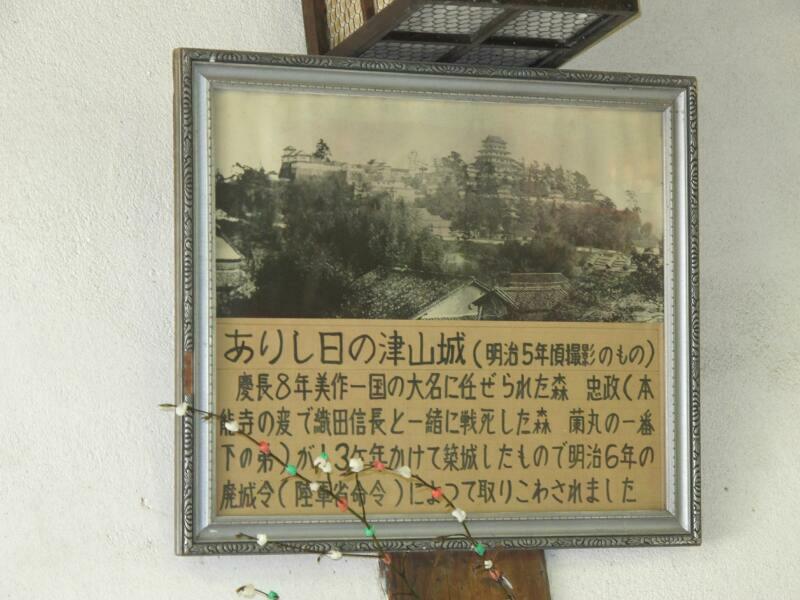 ありし日の津山城(明治5年頃撮影のもの)
慶長8年美作一国の大名に任ぜられた森 忠政(本
能寺の変で織田信長と一緒に戦死した森 蘭丸の一番
下の弟)が13ケ年かけて築城したもので明治6年の
廃城令(陸軍省命令)によつて取りこわされました